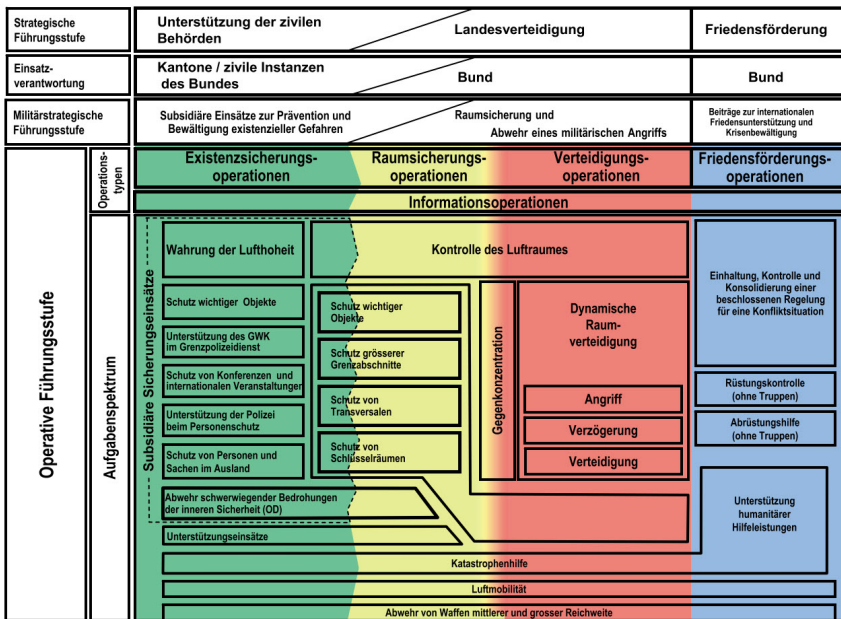 Strategische
Führungsstufe
Unterstützung der zivilen
Behörden
Landesverteidigung
Friedensförderung
Einsatz-
verantwortung
Kantone / zivile Instanzen
des Bundes
Bund
Bund
Militärstrategische
Führungsstufe
Subsidiäre Einsätze zur Prävention und
Bewältigung existenzieller Gefahren
Raumsicherung und
Abwehr eines militärischen Angriffs
Beiträge zur internationalen
Friedensunterstützung und
Krisenbewältigung
Operative Führungsstufe
Operations-
typen
Existenzsicherungs-
operationen
Raumsicherungs-
operationen
Verteidigungs-
operationen
Friedensförderungs-
operationen
Informationsoperationen
Aufgabenspektrum
Subsidiäre Sicherungseinsätze
Wahrung der Lufthoheit
Schutz wichtiger Objekte
Unterstützung des GWK
im Grenzpolizeidienst
Schutz von Konferenzen und
internationalen Veranstaltungen
Unterstützung der Polizei
beim Personenschutz
Schutz von Personen und
Sachen im Ausland
Abwehr schwerwiegender Bedrohungen
der inneren Sicherheit (OD)
Unterstützungseinsätze
Kontrolle des Luftraumes
Schutz wichtiger
Objekte
Schutz grösserer
Grenzabschnitte
Schutz von
Transversalen
Schutz von
Schlüsselräumen
Gegenkonzentration
Dynamische
Raum-
verteidigung
Angriff
Verzögerung
Verteidigung
Einhaltung, Kontrolle und
Konsolidierung einer
beschlossenen Regelung
für eine Konfliktsituation
Rüstungskontrolle
(ohne Truppen)
Abrüstungshilfe
(ohne Truppen)
Unterstützung
humanitärer
Hilfeleistungen
Katastrophenhilfe
Luftmobilität
Abwehr von Waffen mittlerer und grosser Reichweite